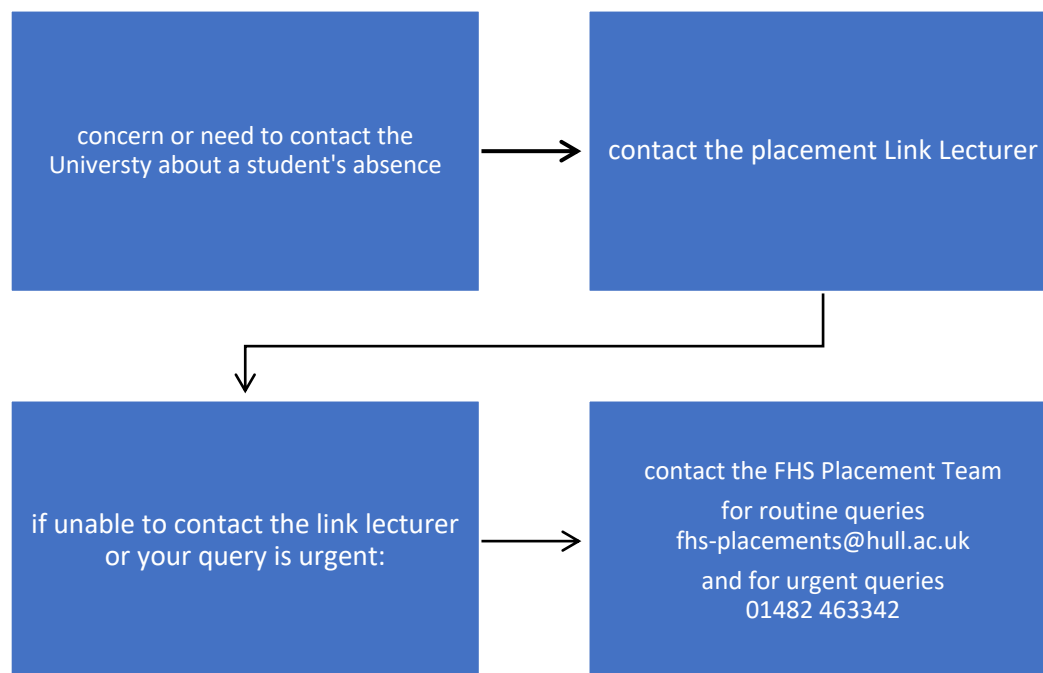 concern or need to contact the
Universty about a student's absence
contact the placement Link Lecturer
if unable to contact the link lecturer
or your query is urgent:
contact the FHS Placement Team
for routine queries
fhs-placements@hull.ac.uk
and for urgent queries
01482 463342